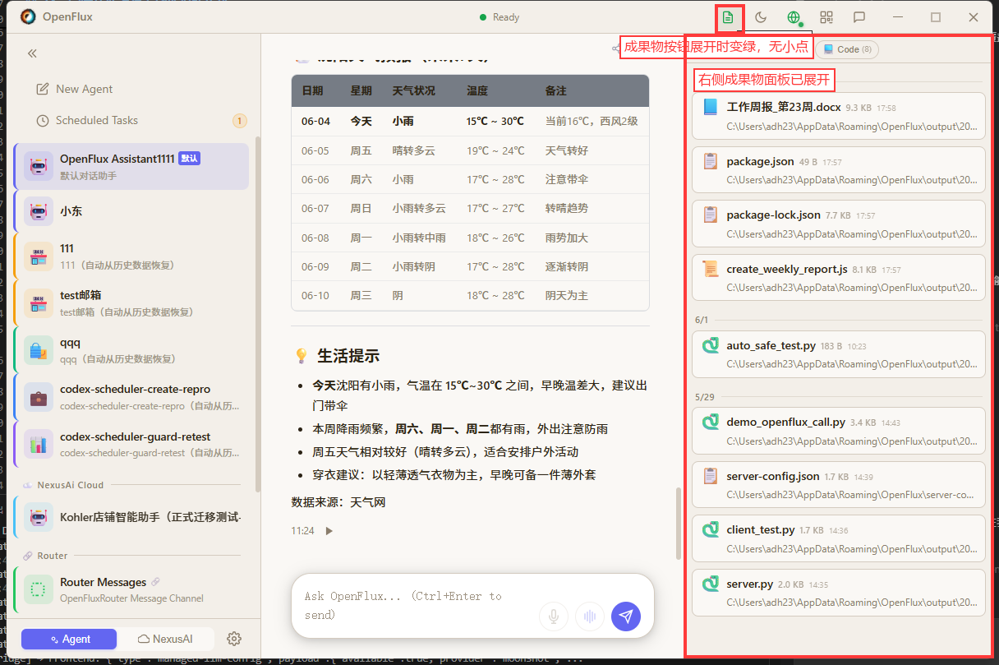 OpenFlux
Ready
成果物按钮展开时变绿，无小点
Code (8)
右侧成果物面板已展开
New Agent
Scheduled Tasks
1
OpenFlux Assistant1111 默认
默认对话助手
小东
111
111（自动从历史数据恢复）
test邮箱
test邮箱（自动从历史数据恢复）
qqq
qqq（自动从历史数据恢复）
codex-scheduler-create-repro
codex-scheduler-create-repro（自动从历...
codex-scheduler-guard-retest
codex-scheduler-guard-retest（自动从历...
NexusAi Cloud
Kohler店铺智能助手（正式迁移测试-
Router
Router Messages
OpenFluxRouter Message Channel
Agent
NexusAI
日期 星期 天气状况 温度 备注
06-04 今天 小雨 15℃ ~ 30℃ 当前16℃，西风2级
06-05 周五 晴转多云 19℃ ~ 24℃ 天气转好
06-06 周六 小雨 17℃ ~ 28℃ 注意带伞
06-07 周日 小雨转多云 17℃ ~ 27℃ 转晴趋势
06-08 周一 小雨转中雨 18℃ ~ 26℃ 雨势加大
06-09 周二 小雨转阴 17℃ ~ 28℃ 逐渐转阴
06-10 周三 阴 18℃ ~ 28℃ 阴天为主
生活提示
今天沈阳有小雨，气温在 15℃~30℃ 之间，早晚温差大，建议出
门带伞
本周降雨频繁，周六、周一、周二都有雨，外出注意防雨
周五天气相对较好（晴转多云），适合安排户外活动
穿衣建议：以轻薄透气衣物为主，早晚可备一件薄外套
数据来源：天气网
11:24
Ask OpenFlux... (Ctrl+Enter to
send)
工作周报_第23周.docx 9.3 KB 17:58
C:\Users\adh23\AppData\Roaming\OpenFlux\output\20...
package.json 49 B 17:57
C:\Users\adh23\AppData\Roaming\OpenFlux\output\20...
package-lock.json 7.7 KB 17:57
C:\Users\adh23\AppData\Roaming\OpenFlux\output\20...
create_weekly_report.js 8.1 KB 17:57
C:\Users\adh23\AppData\Roaming\OpenFlux\output\20...
6/1
auto_safe_test.py 183 B 10:23
C:\Users\adh23\AppData\Roaming\OpenFlux\output\20...
5/29
demo_openflux_call.py 3.4 KB 14:43
C:\Users\adh23\AppData\Roaming\OpenFlux\output\20...
server-config.json 1.7 KB 14:39
C:\Users\adh23\AppData\Roaming\OpenFlux\server-co...
client_test.py 1.7 KB 14:36
C:\Users\adh23\AppData\Roaming\OpenFlux\output\20...
server.py 2.0 KB 14:35
C:\Users\adh23\AppData\Roaming\OpenFlux\output\20...